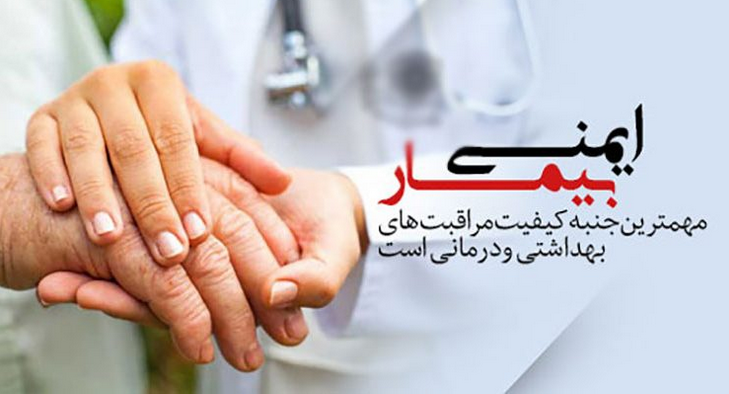 ایمنی
بیمار
مهمترین جنبه کیفیت مراقبت‌های
بهداشتی و درمانی است